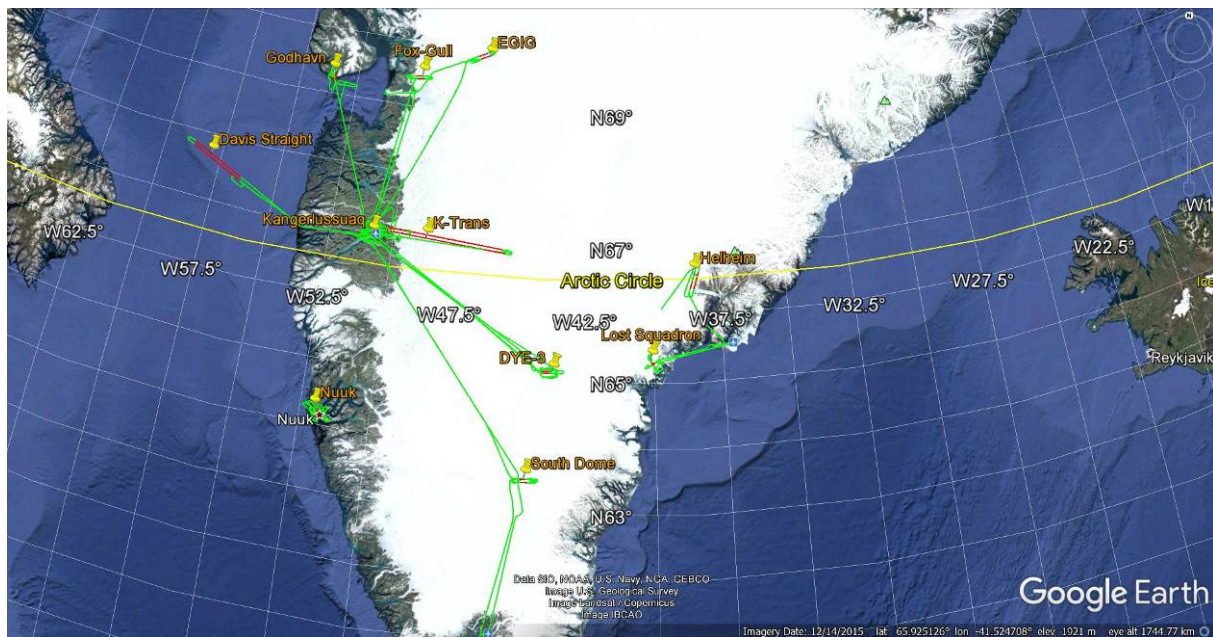 N
EGIG
Godhavn
Fox-Gull
N69°
Davis Straight
Kangerlussuaq
K-Trans
W62.5°
N67°
Helheim
W22.5°
W57.5°
Arctic Circle
W27.5°
W52.5°
W32.5°
W47.5°
W42.5°
W37.5°
Lost Squadron
DYE-3
Reykjavik
N65°
Nuuk
Nuuk
South Dome
N63°
Data SIO, NOAA, U.S. Navy, NGA, GEBCO
Image U.S. Geological Survey
Image Landsat / Copernicus
Image IBCAO
Google Earth
Imagery Date: 12/14/2015 lat 65.925126° lon -41.524708° elev 1921 m eye alt 1744.77 km